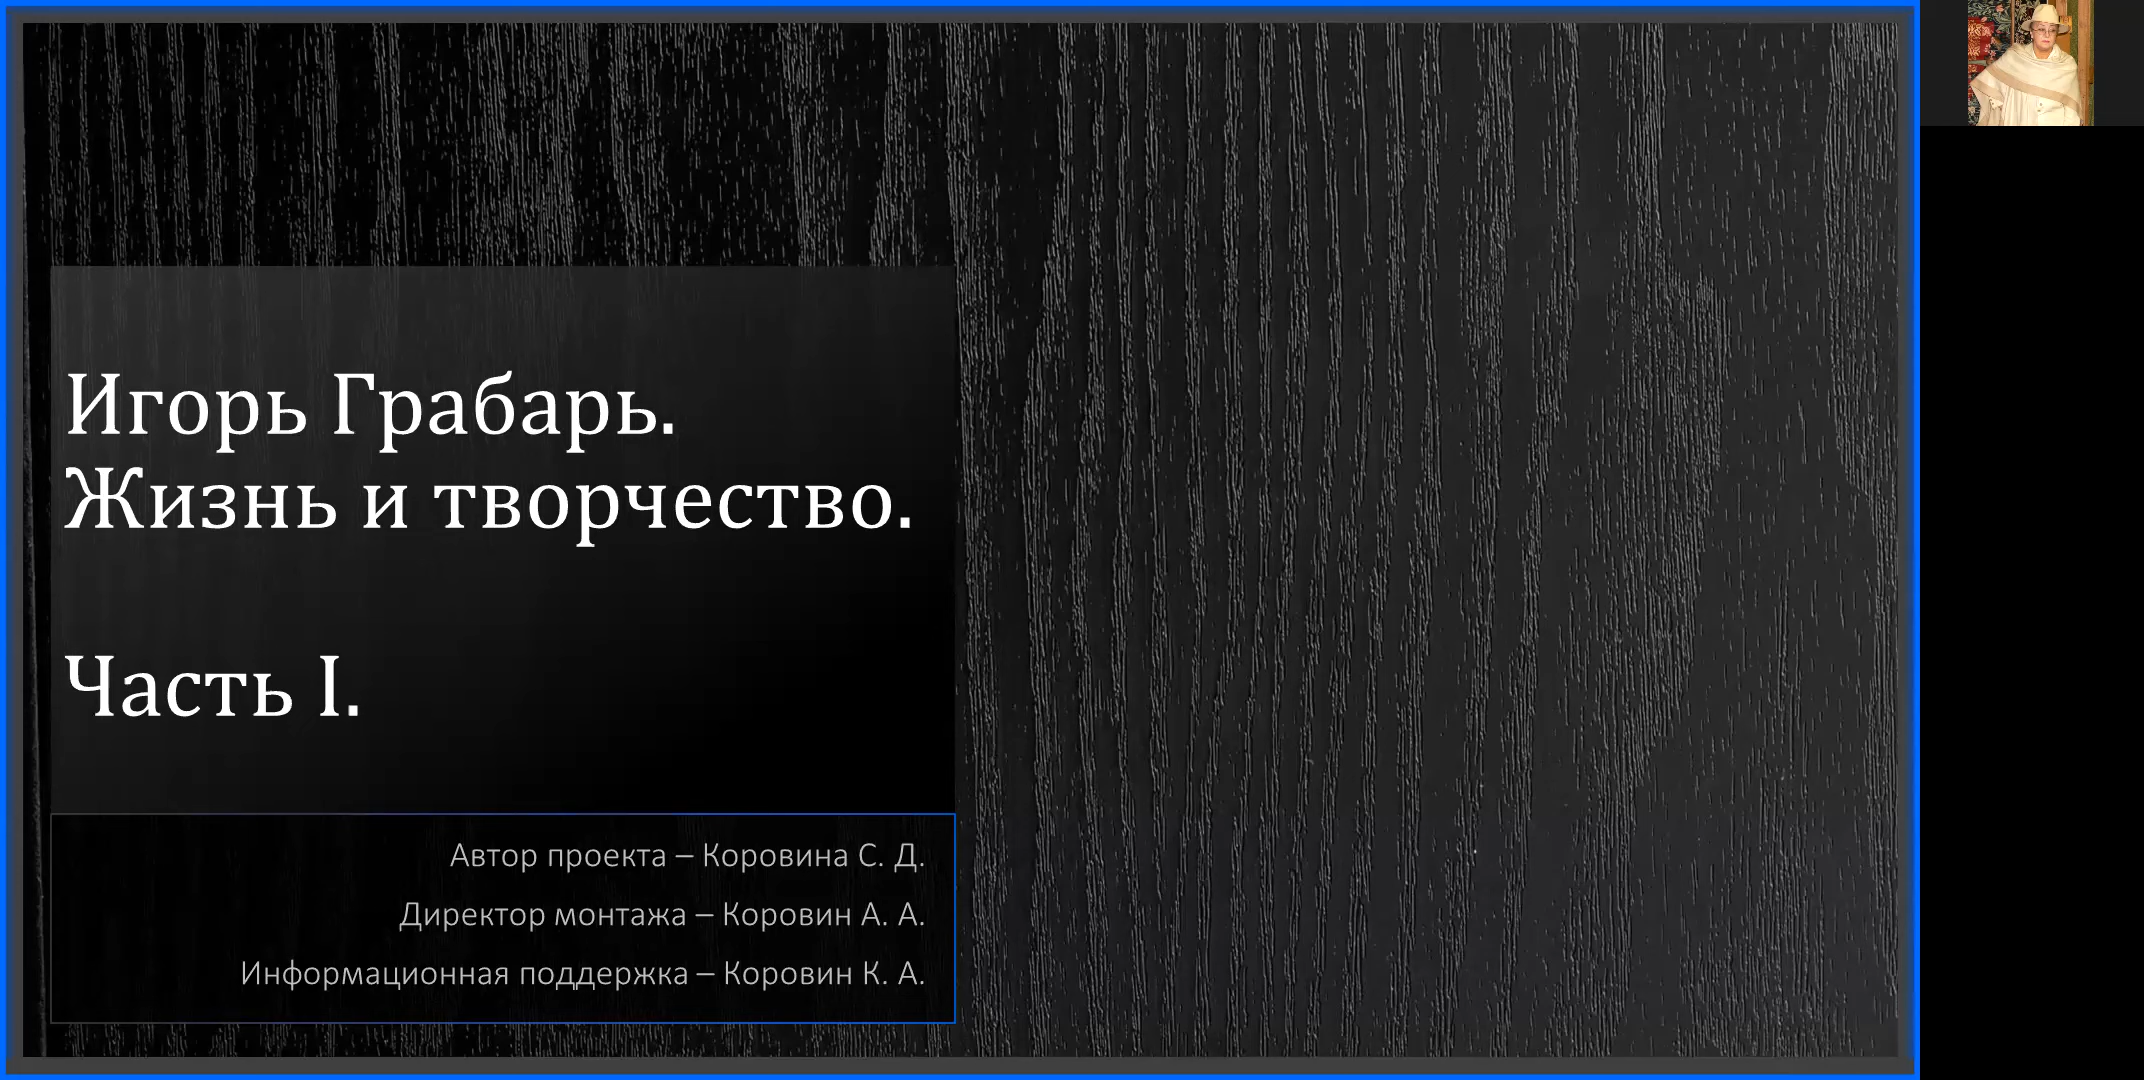 Игорь Грабарь.
Жизнь и творчество.
Часть I.
Автор проекта – Коровина С. Д.
Директор монтажа – Коровин А. А.
Информационная поддержка – Коровин К. А.